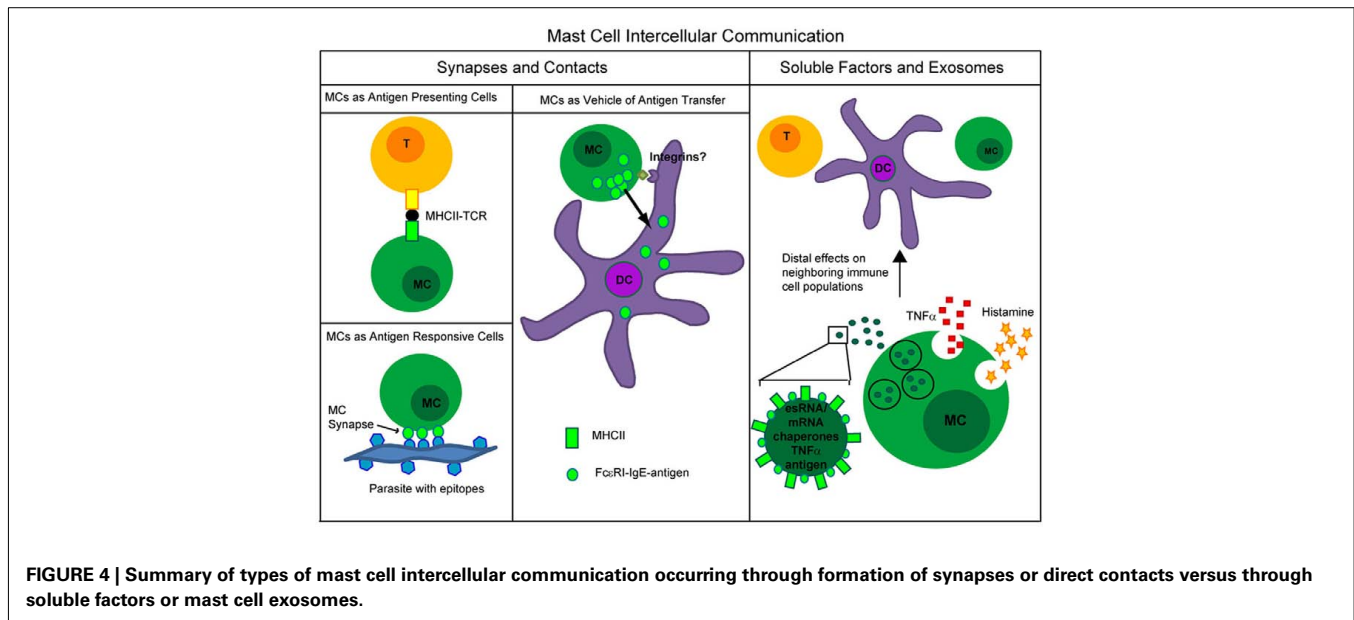 Mast Cell Intercellular Communication
Synapses and Contacts
Soluble Factors and Exosomes
MCs as Antigen Presenting Cells
T
MHCII-TCR
MC
MCs as Antigen Responsive Cells
MC
MC
Synapse
Parasite with epitopes
MCs as Vehicle of Antigen Transfer
MC
Integrins?
DC
MHCII
FcεRI-IgE-antigen
T
DC
MC
Distal effects on
neighboring immune
cell populations
TNFα
Histamine
MC
esRNA/
mRNA
chaperones
TNFα
antigen
FIGURE 4 | Summary of types of mast cell intercellular communication occurring through formation of synapses or direct contacts versus through
soluble factors or mast cell exosomes.